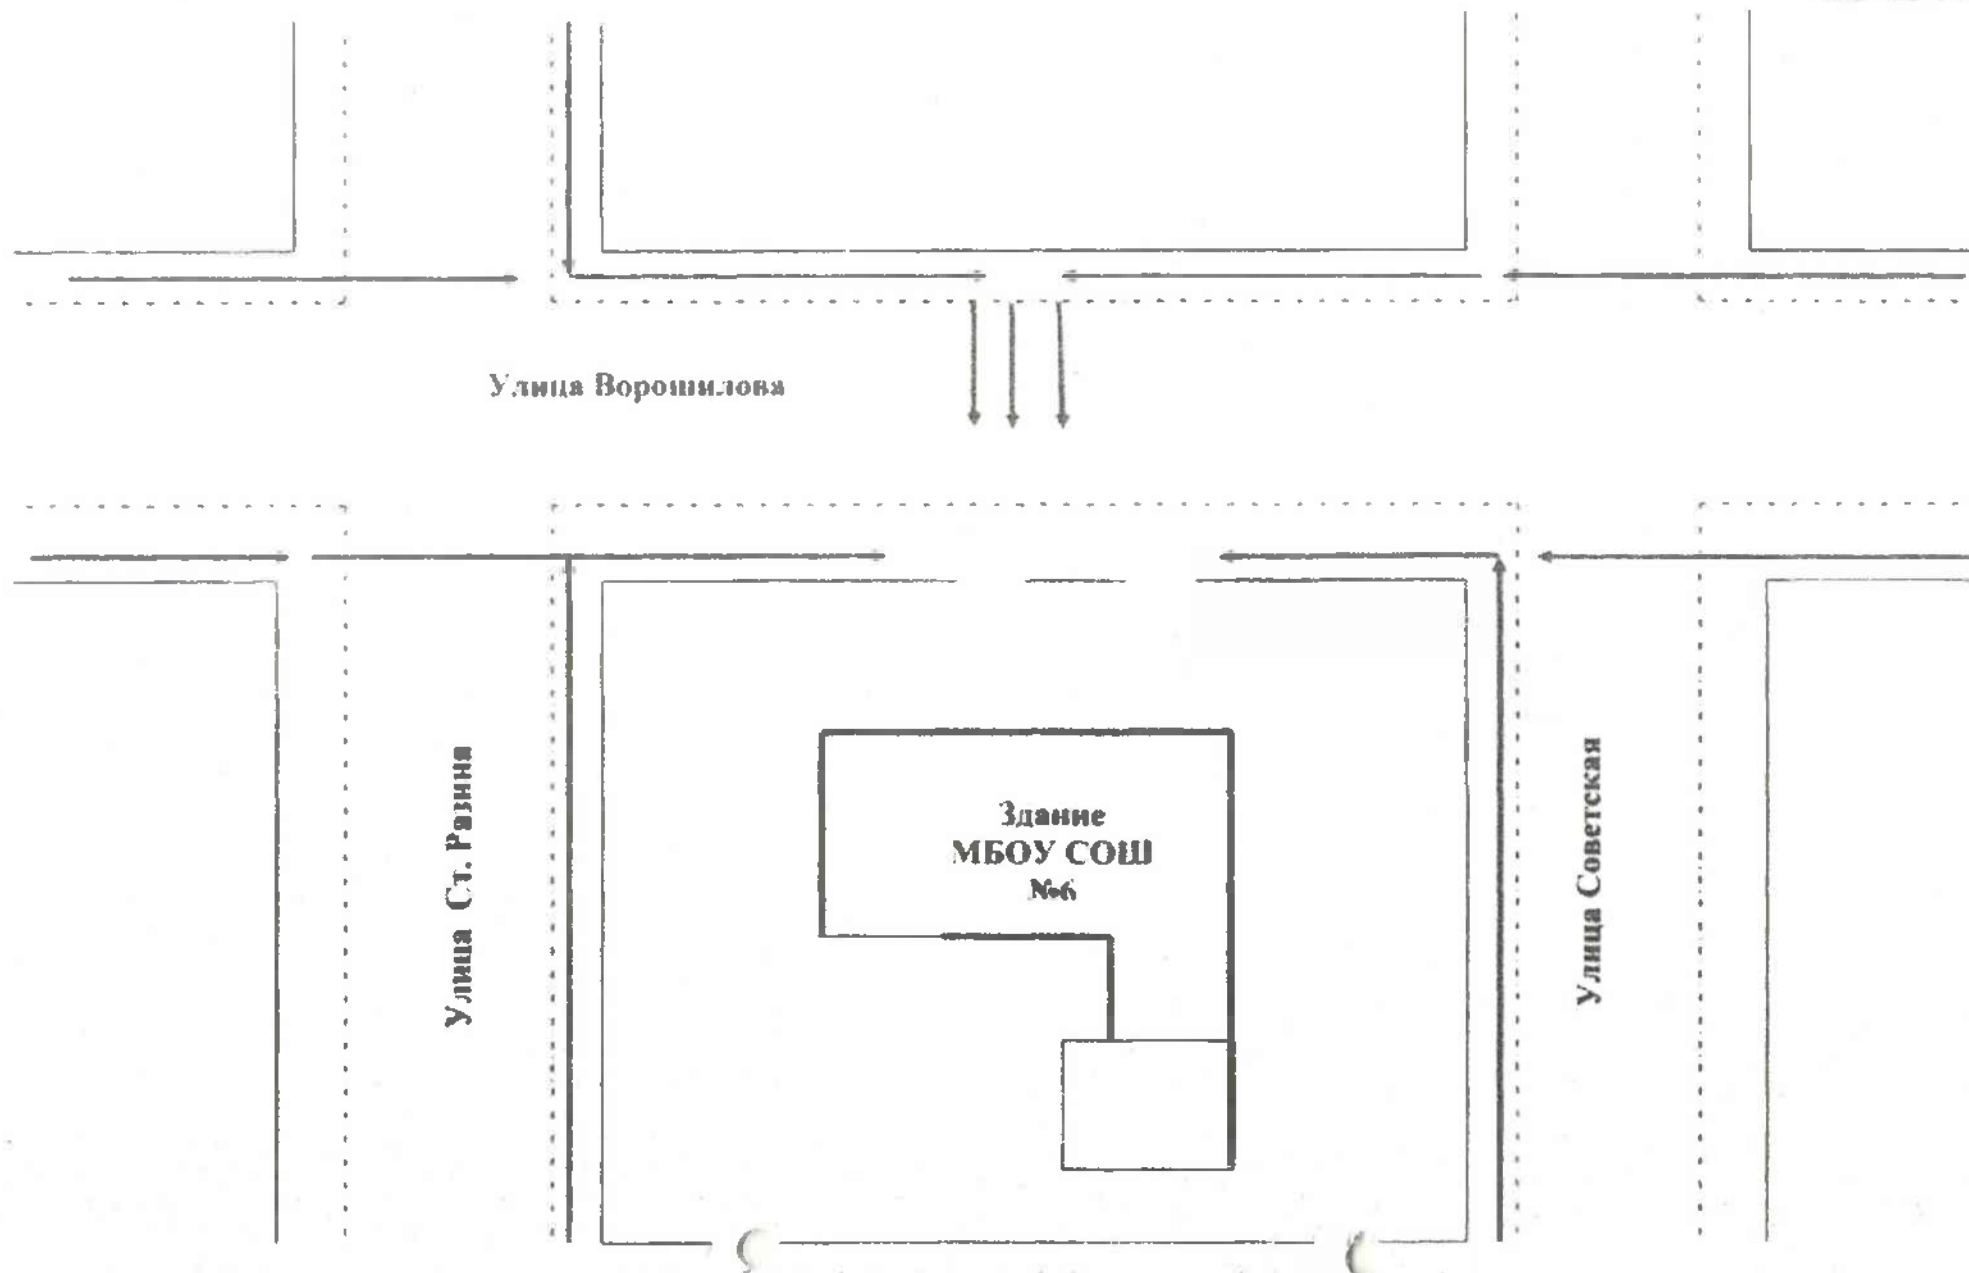 Улица Ворошилова
Улица Ст. Разина
Здание
МБОУ СОШ
№6
Улица Советская